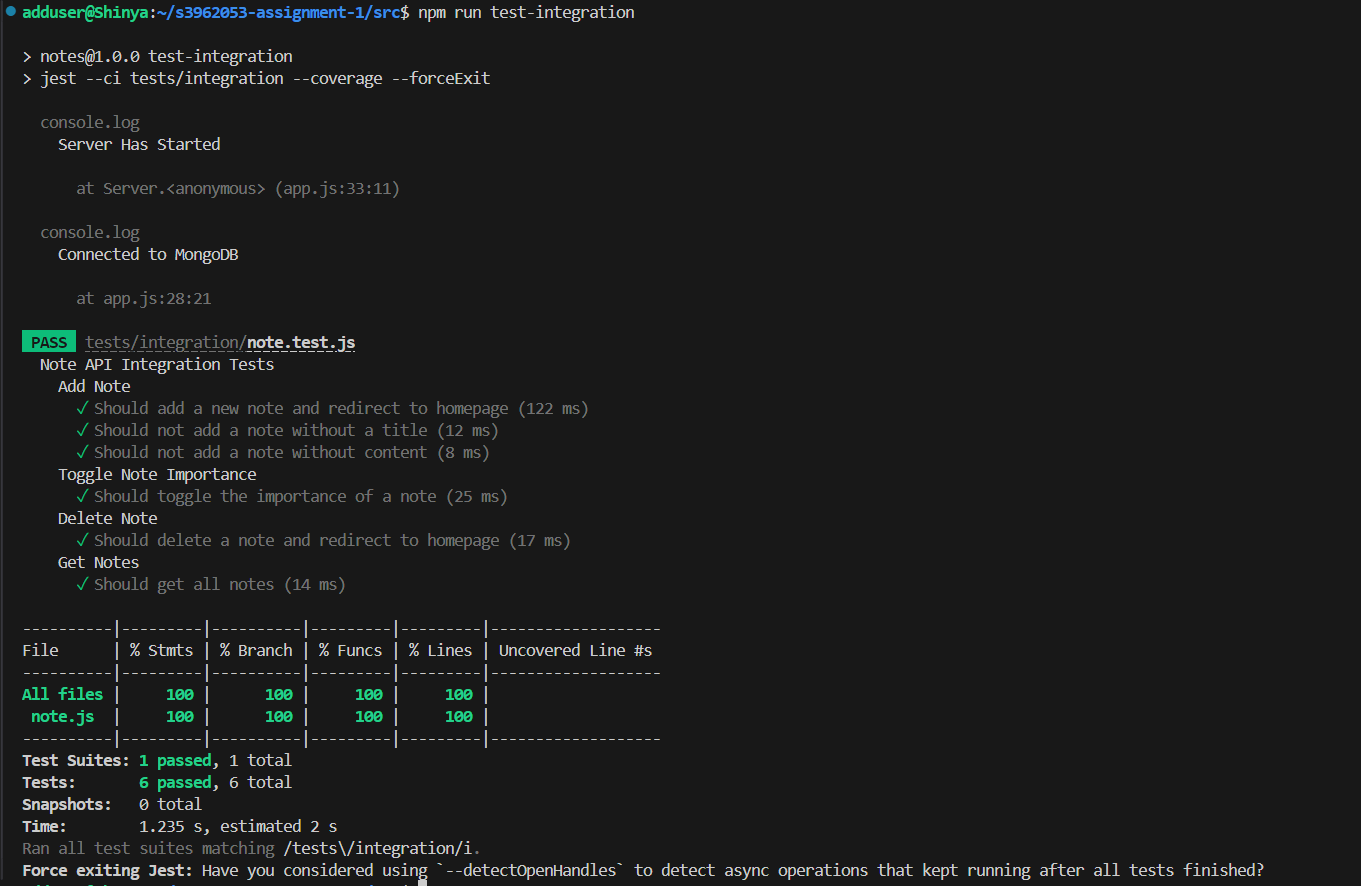 adduser@Shinya:~/s3962053-assignment-1/src$ npm run test-integration
> notes@1.0.0 test-integration
> jest --ci tests/integration --coverage --forceExit
console.log
Server Has Started
at Server.<anonymous> (app.js:33:11)
console.log
Connected to MongoDB
at app.js:28:21
PASS tests/integration/note.test.js
Note API Integration Tests
Add Note
✓ Should add a new note and redirect to homepage (122 ms)
✓ Should not add a note without a title (12 ms)
✓ Should not add a note without content (8 ms)
Toggle Note Importance
✓ Should toggle the importance of a note (25 ms)
Delete Note
✓ Should delete a note and redirect to homepage (17 ms)
Get Notes
✓ Should get all notes (14 ms)
----------|---------|----------|---------|---------|-------------------
File      | % Stmts | % Branch | % Funcs | % Lines | Uncovered Line #s
----------|---------|----------|---------|---------|-------------------
All files |     100 |      100 |     100 |     100 |
 note.js  |     100 |      100 |     100 |     100 |
----------|---------|----------|---------|---------|-------------------
Test Suites: 1 passed, 1 total
Tests:       6 passed, 6 total
Snapshots:   0 total
Time:        1.235 s, estimated 2 s
Ran all test suites matching /tests\/integration/i.
Force exiting Jest: Have you considered using `--detectOpenHandles` to detect async operations that kept running after all tests finished?